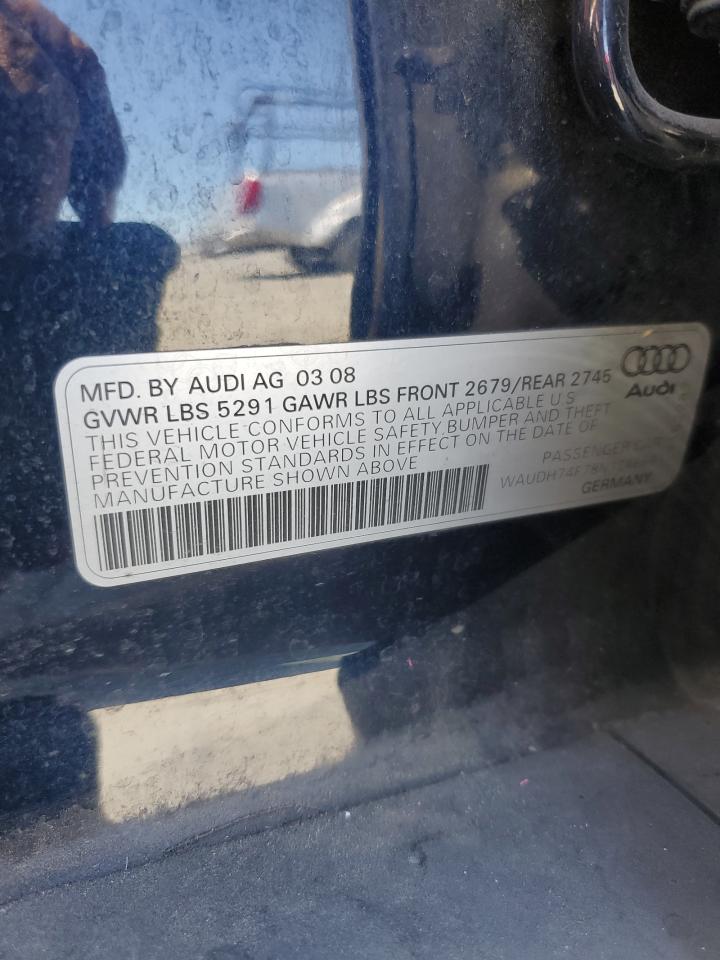 MFD. BY AUDI AG 03 08
GVWR LBS 5291 GAWR LBS FRONT 2679/REAR 2745
THIS VEHICLE CONFORMS TO ALL APPLICABLE U S
FEDERAL MOTOR VEHICLE SAFETY,BUMPER AND THEFT
PREVENTION STANDARDS IN EFFECT ON THE DATE OF
MANUFACTURE SHOWN ABOVE
Audi
PASSENGER
GERMANY